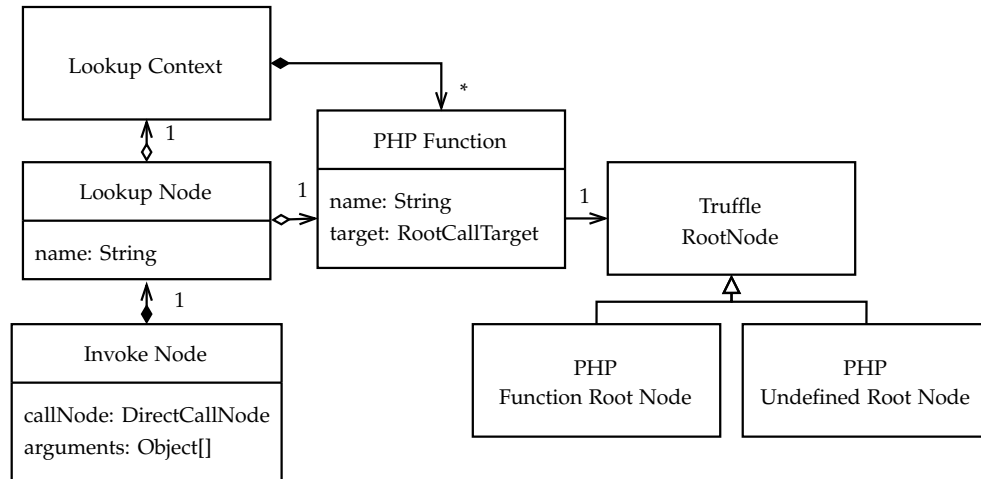 Lookup Context
*
1
PHP Function
name: String
target: RootCallTarget
Lookup Node
name: String
1
1
Truffle
RootNode
1
Invoke Node
callNode: DirectCallNode
arguments: Object[]
PHP
Function Root Node
PHP
Undefined Root Node